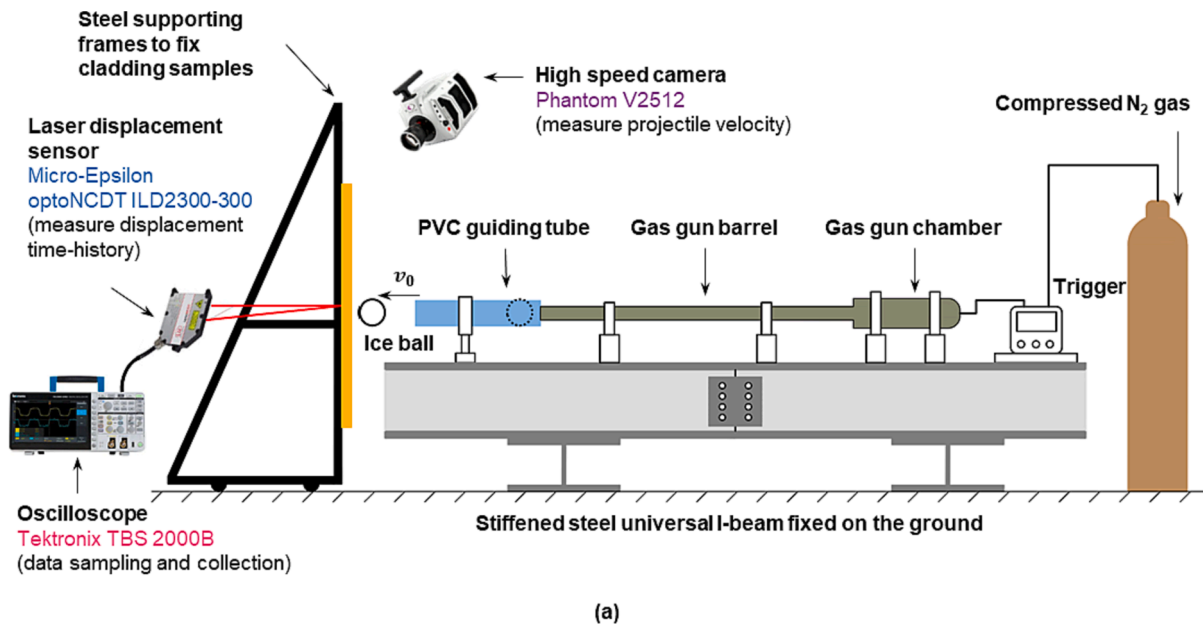 Steel supporting
frames to fix
cladding samples
High speed camera
Phantom V2512
(measure projectile velocity)
Compressed N₂ gas
Laser displacement
sensor
Micro-Epsilon
optoNCDT ILD2300-300
(measure displacement
time-history)
PVC guiding tube
Gas gun barrel
Gas gun chamber
v₀
Trigger
Ice ball
Oscilloscope
Tektronix TBS 2000B
(data sampling and collection)
Stiffened steel universal I-beam fixed on the ground
(a)